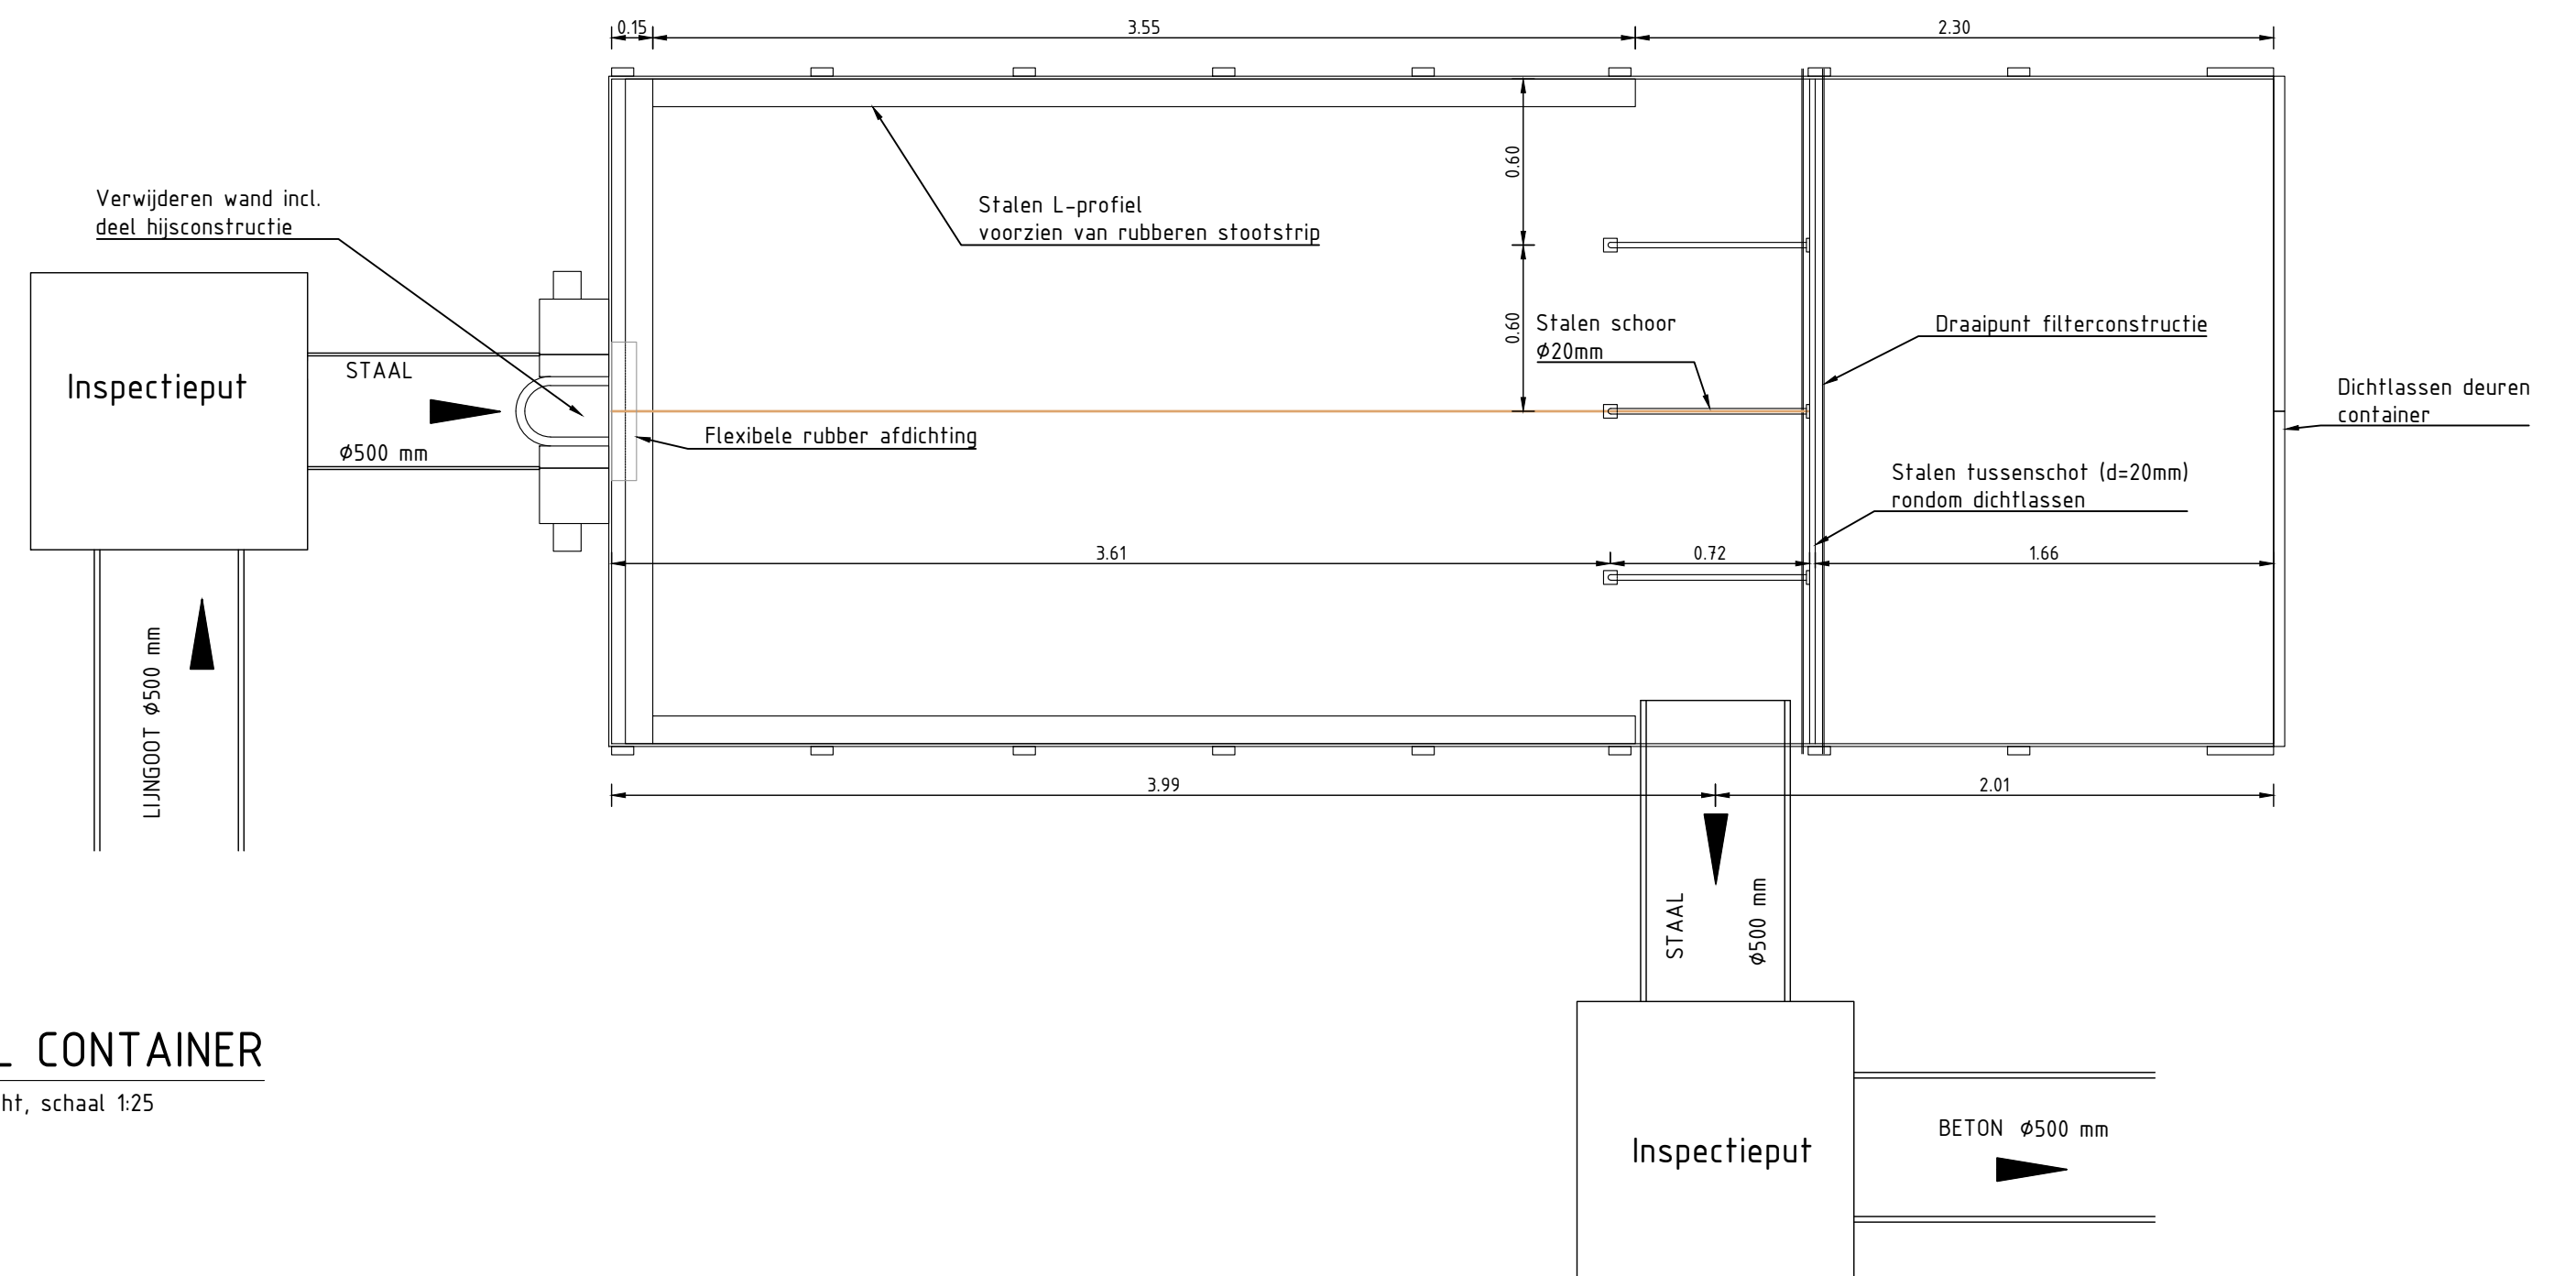 0.15
3.55
2.30
0.60
0.60
Verwijderen wand incl.
deel hijsconstructie
Stalen L-profiel
voorzien van rubberen stootstrip
Inspectieput
STAAL
Ø500 mm
Flexibele rubber afdichting
Stalen schoor
Ø20mm
Draaipunt filterconstructie
Dichtlassen deuren
container
Stalen tussenschot (d=20mm)
rondom dichtlassen
3.61
0.72
1.66
LIJNGOOT Ø500 mm
3.99
2.01
STAAL
Ø500 mm
L CONTAINER
ht, schaal 1:25
Inspectieput
BETON Ø500 mm